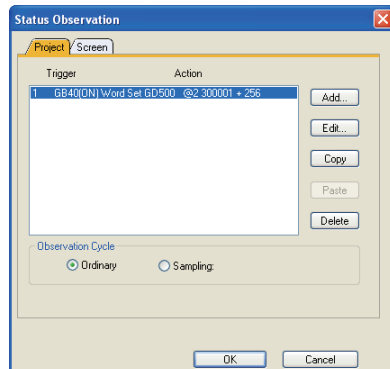 Status Observation
Project Screen
Trigger Action
1 GB40(ON) Word Set GD500 @2 300001 + 256
Add...
Edit...
Copy
Paste
Delete
Observation Cycle
Ordinary Sampling:
OK Cancel